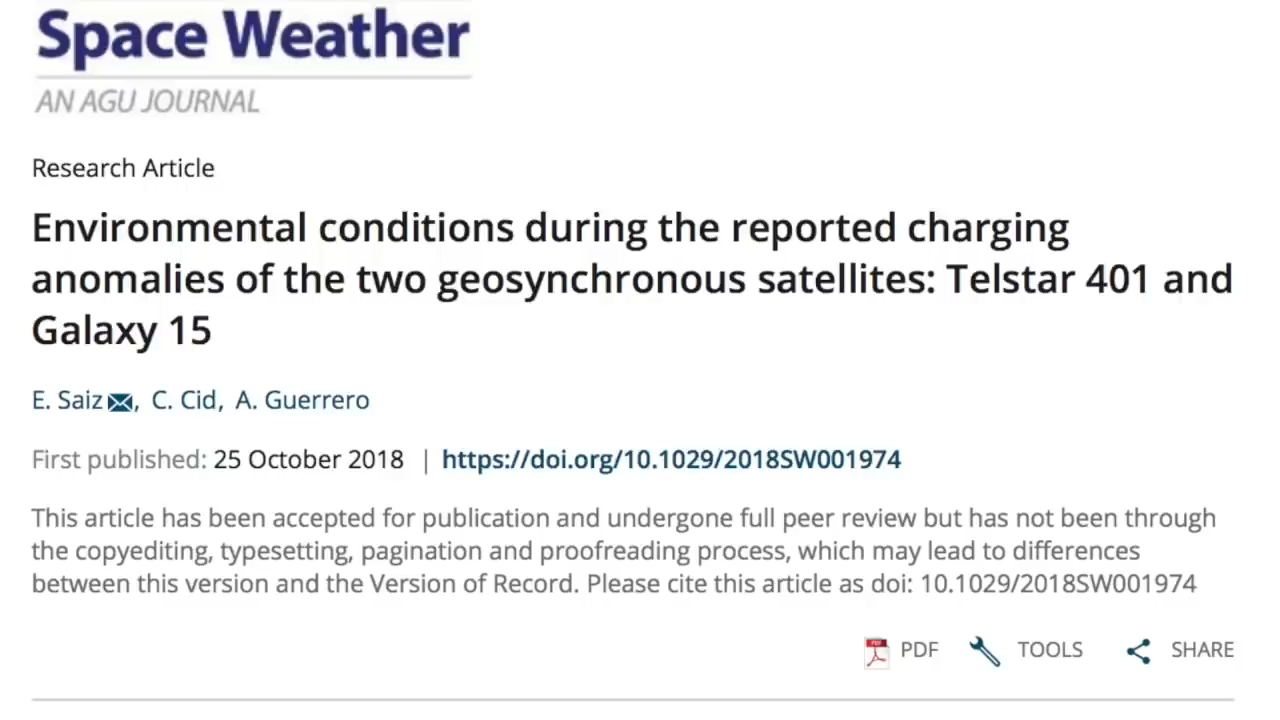 Space Weather
AN AGU JOURNAL
Research Article
Environmental conditions during the reported charging
anomalies of the two geosynchronous satellites: Telstar 401 and
Galaxy 15
E. Saiz, C. Cid, A. Guerrero
First published: 25 October 2018 | https://doi.org/10.1029/2018SW001974
This article has been accepted for publication and undergone full peer review but has not been through
the copyediting, typesetting, pagination and proofreading process, which may lead to differences
between this version and the Version of Record. Please cite this article as doi: 10.1029/2018SW001974
PDF TOOLS SHARE